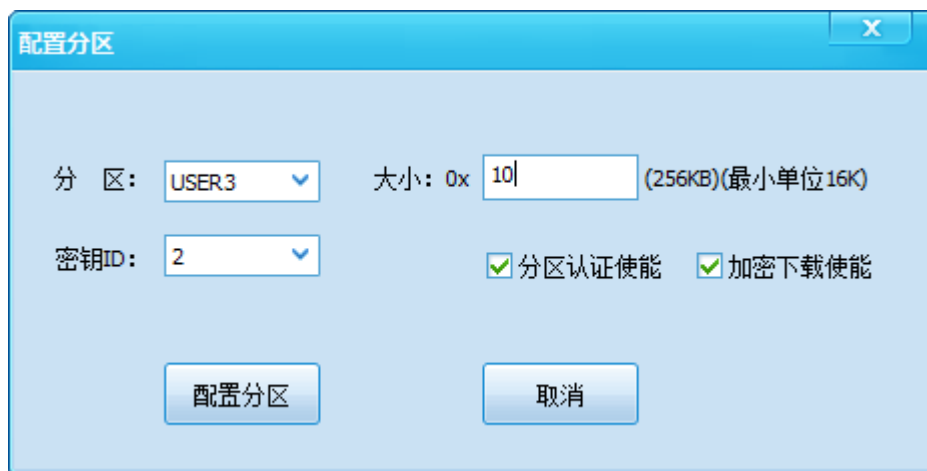 配置分区
分 区： USER3 大小：0x 10 (256KB)(最小单位16K)
密钥ID： 2 分区认证使能 加密下载使能
配置分区 取消